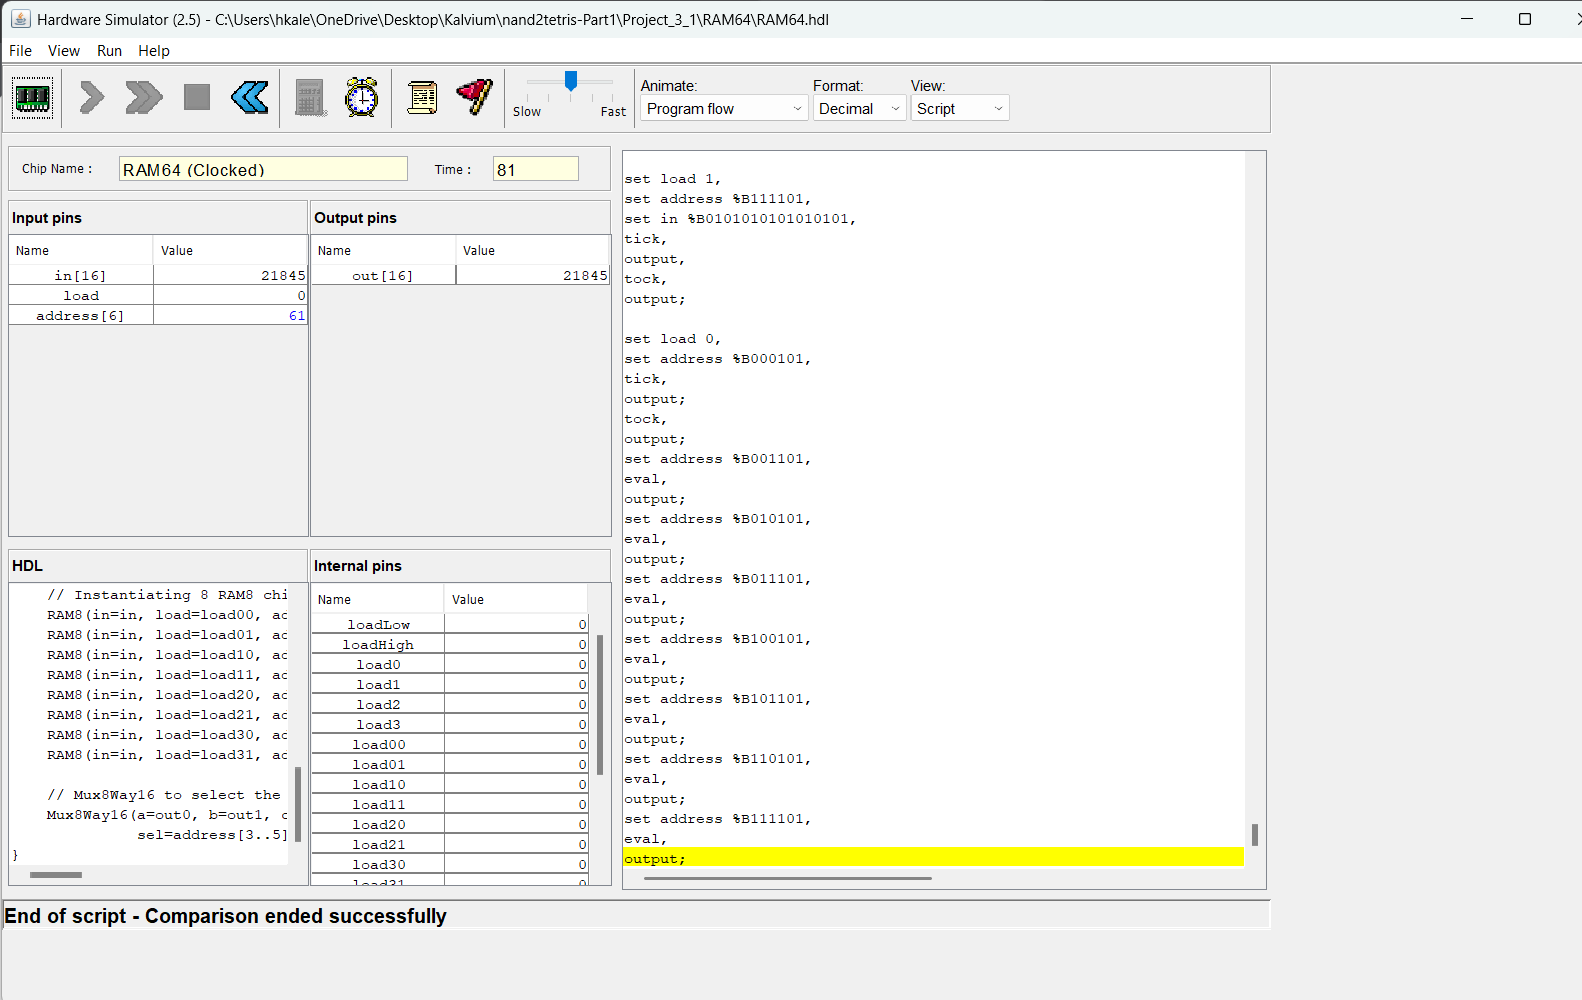 Hardware Simulator (2.5) - C:\Users\hkale\OneDrive\Desktop\Kalvium\nand2tetris-Part1\Project_3_1\RAM64\RAM64.hdl
File View Run Help
Slow Fast
Animate: Format: View:
Program flow Decimal Script
Chip Name : RAM64 (Clocked) Time : 81
Input pins
Name Value
in[16] 21845
load 0
address[6] 61
Output pins
Name Value
out[16] 21845
HDL
// Instantiating 8 RAM8 chi
RAM8(in=in, load=load00, ad
RAM8(in=in, load=load01, ad
RAM8(in=in, load=load10, ad
RAM8(in=in, load=load11, ad
RAM8(in=in, load=load20, ad
RAM8(in=in, load=load21, ad
RAM8(in=in, load=load30, ad
RAM8(in=in, load=load31, ad
// Mux8Way16 to select the
Mux8Way16(a=out0, b=out1, c
sel=address[3..5]
}
Internal pins
Name Value
loadLow 0
loadHigh 0
load0 0
load1 0
load2 0
load3 0
load00 0
load01 0
load10 0
load11 0
load20 0
load21 0
load30 0
load31 0
set load 1,
set address %B111101,
set in %B0101010101010101,
tick,
output,
tock,
output;
set load 0,
set address %B000101,
tick,
output;
tock,
output;
set address %B001101,
eval,
output;
set address %B010101,
eval,
output;
set address %B011101,
eval,
output;
set address %B100101,
eval,
output;
set address %B101101,
eval,
output;
set address %B110101,
eval,
output;
set address %B111101,
eval,
output;
End of script - Comparison ended successfully